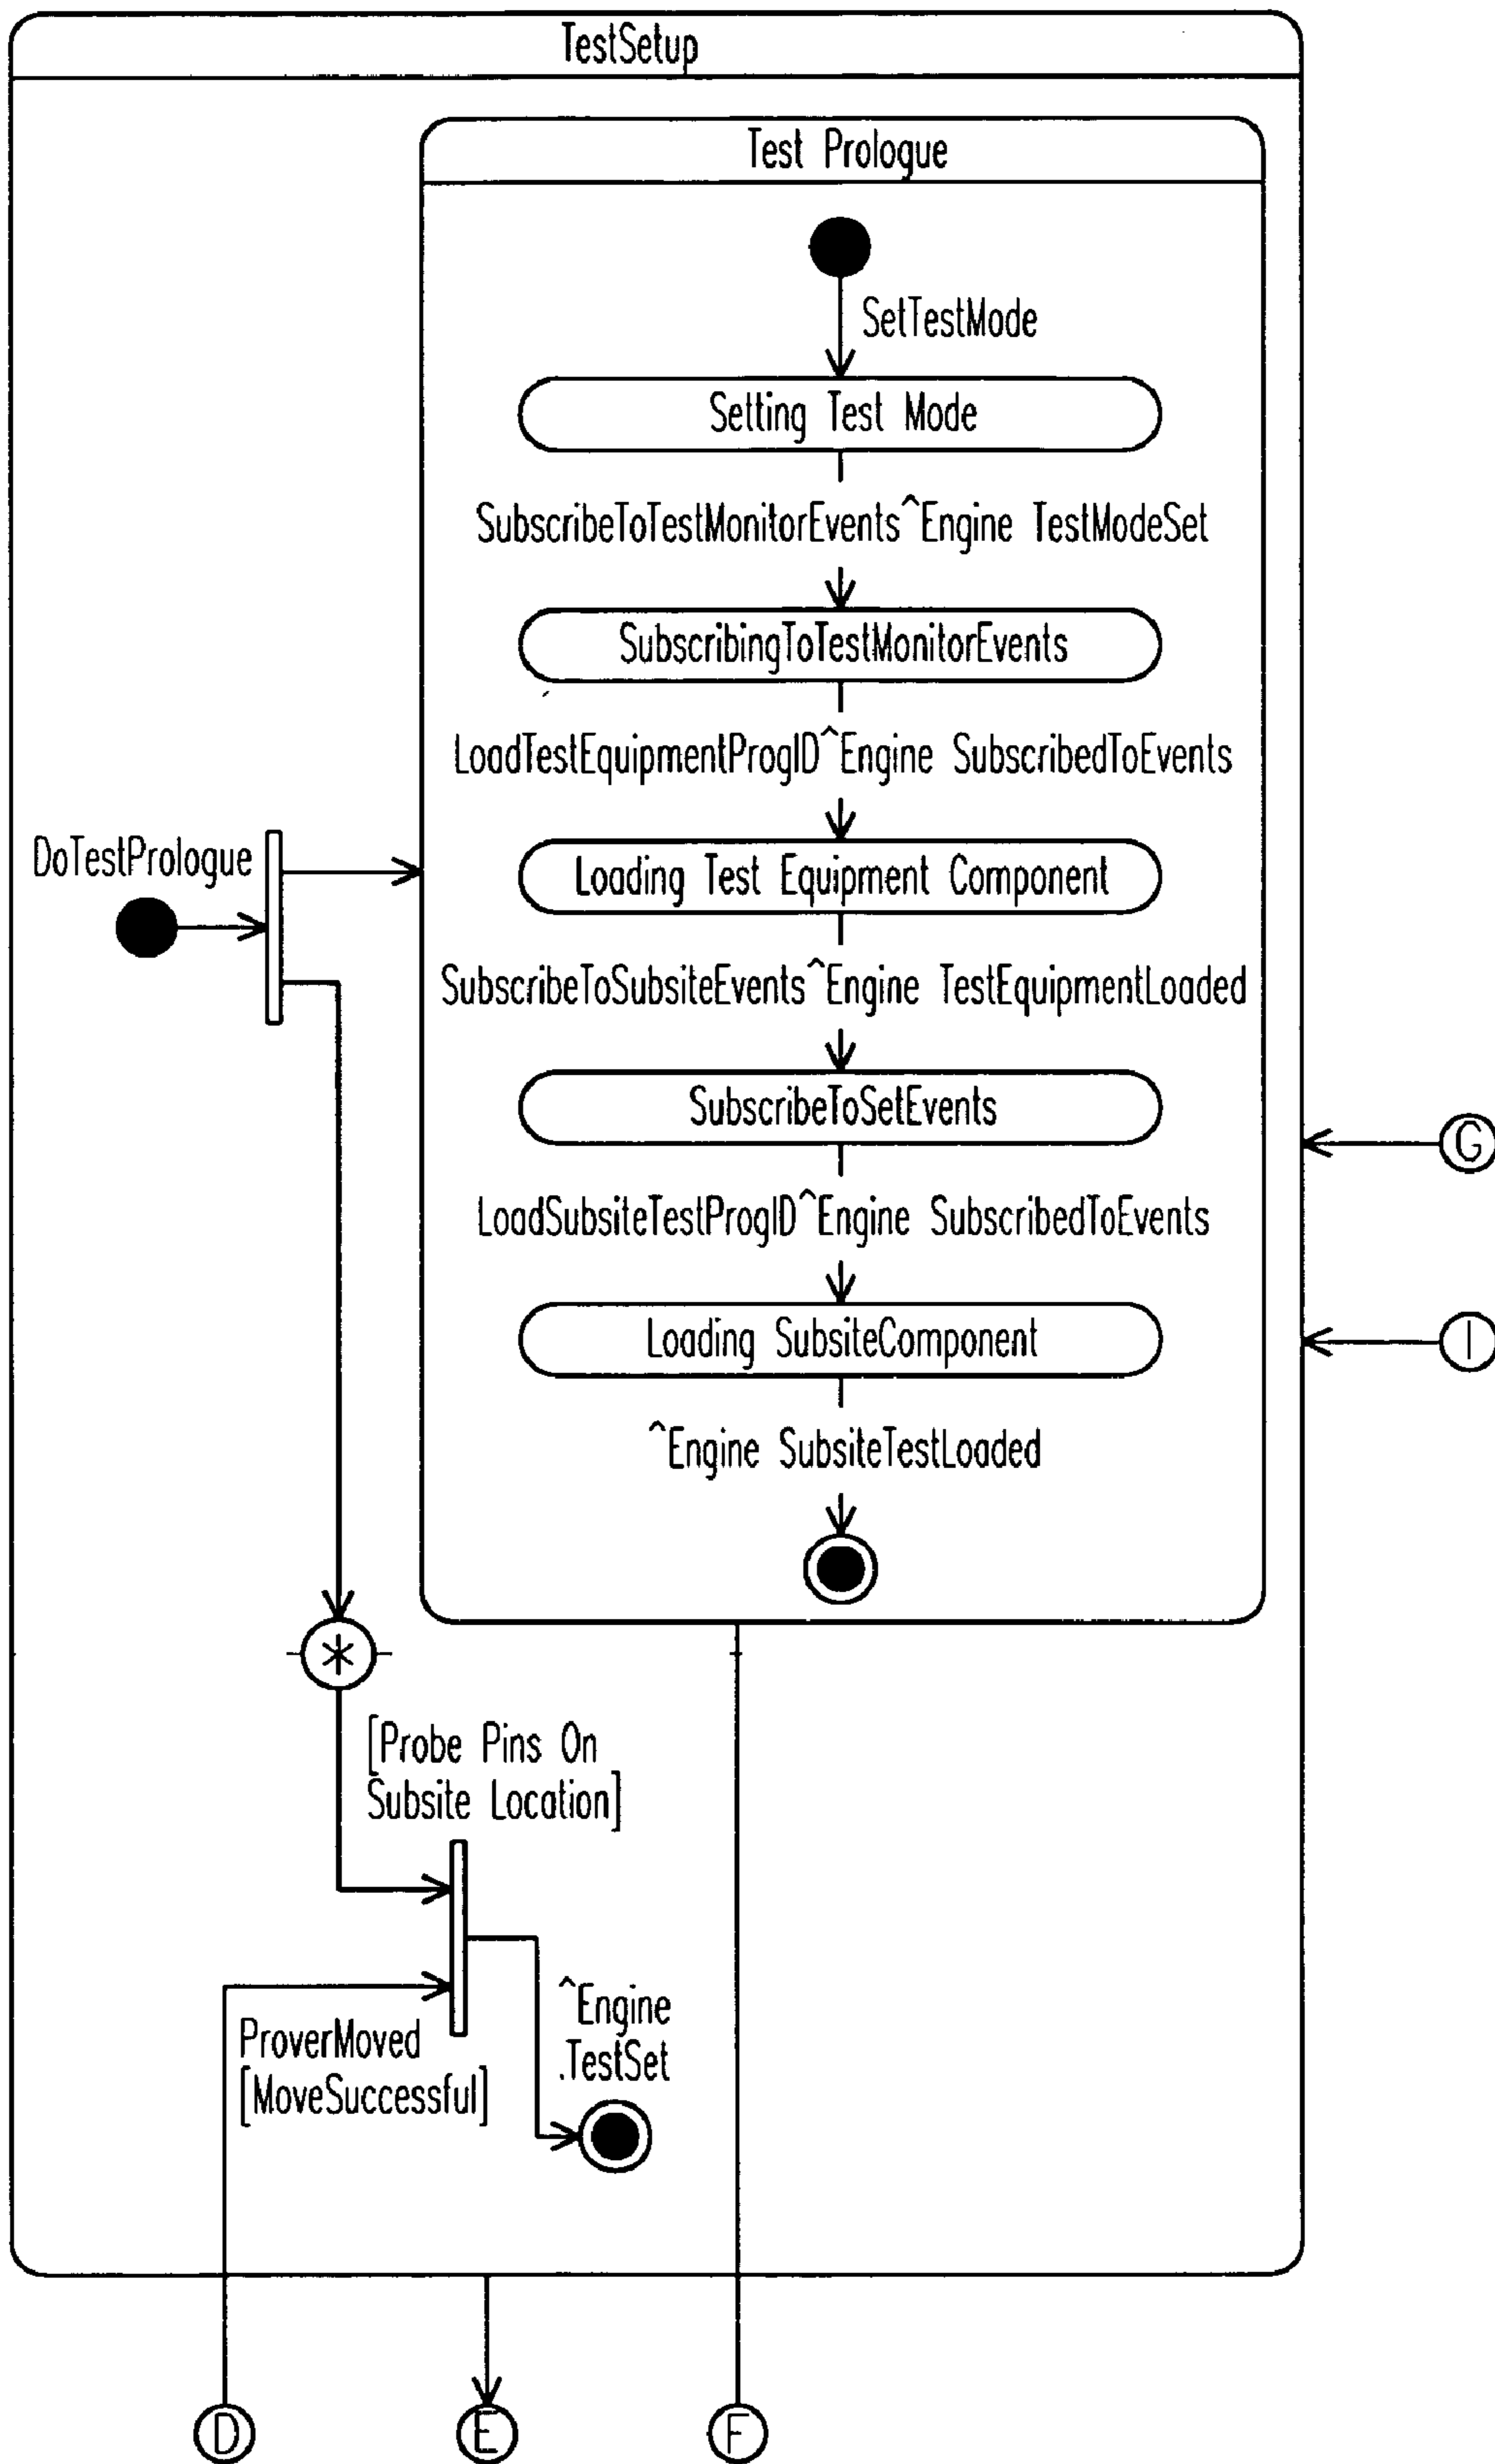 TestSetup
Test Prologue
SetTestMode
Setting Test Mode
SubscribeToTestMonitorEvents^Engine TestModeSet
SubscribingToTestMonitorEvents
LoadTestEquipmentProgID^Engine SubscribedToEvents
DoTestPrologue
Loading Test Equipment Component
SubscribeToSubsiteEvents^Engine TestEquipmentLoaded
SubscribeToSetEvents
G
LoadSubsiteTestProgID^Engine SubscribedToEvents
Loading SubsiteComponent
I
^Engine SubsiteTestLoaded
*
[Probe Pins On
Subsite Location]
^Engine
.TestSet
ProverMoved
[MoveSuccessful]
D
E
F